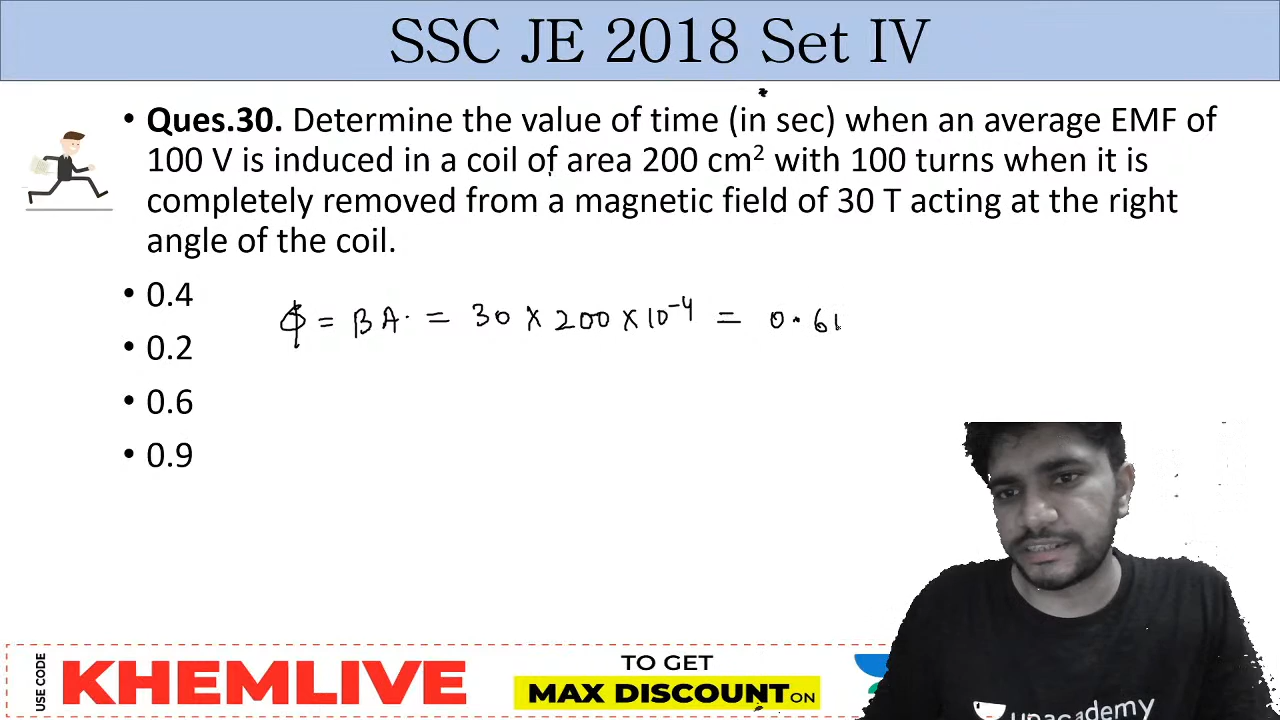 SSC JE 2018 Set IV
• Ques.30. Determine the value of time (in sec) when an average EMF of
100 V is induced in a coil of area 200 cm² with 100 turns when it is
completely removed from a magnetic field of 30 T acting at the right
angle of the coil.
• 0.4
• 0.2
• 0.6
• 0.9
ϕ = BA. = 30 × 200 × 10⁻⁴ = 0.6
USE CODE
KHEMLIVE
TO GET
MAX DISCOUNT ON
unacademy